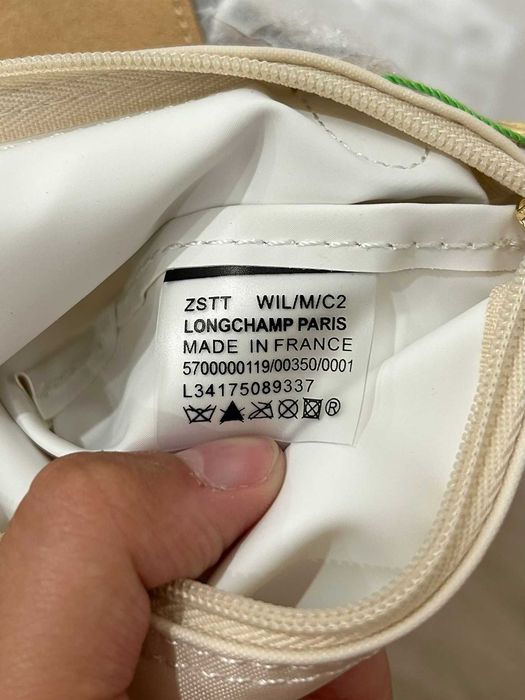 ZSTT WIL/M/C2
LONGCHAMP PARIS
MADE IN FRANCE
5700000119/00350/0001
L34175089337
®